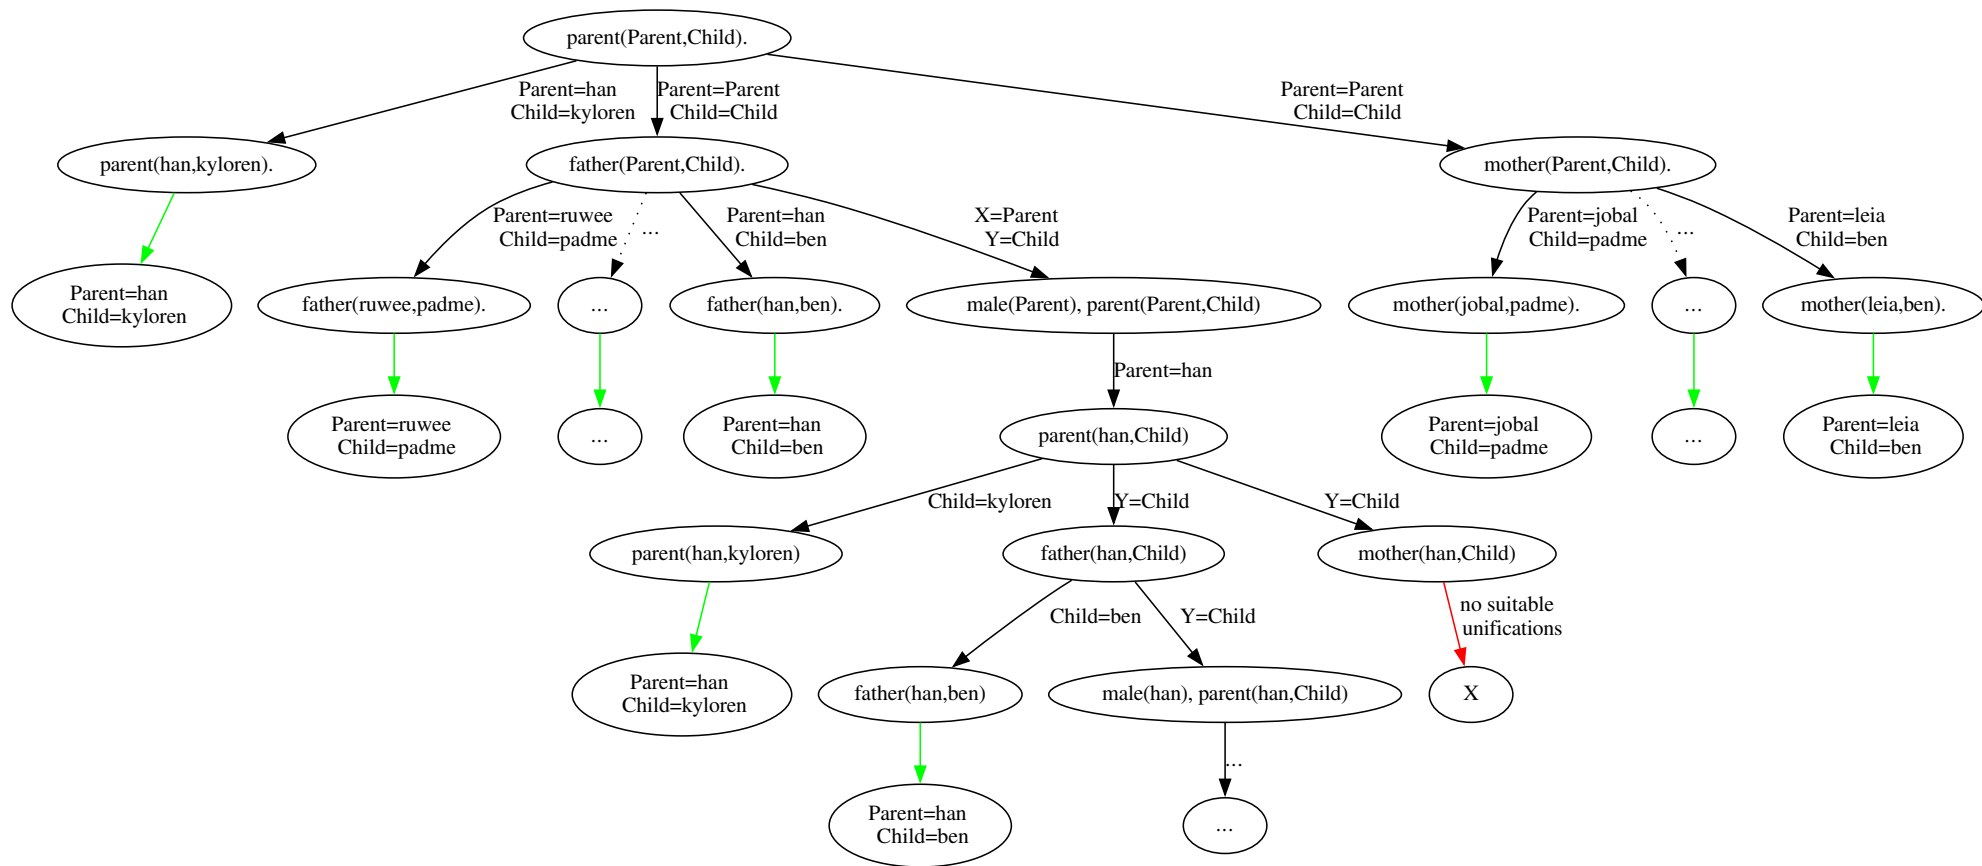 parent(Parent,Child).
Parent=han
Child=kyloren
Parent=Parent
Child=Child
Parent=Parent
Child=Child
parent(han,kyloren).
father(Parent,Child).
mother(Parent,Child).
Parent=ruwee
Child=padme
...
Parent=han
Child=ben
X=Parent
Y=Child
Parent=jobal
Child=padme
...
Parent=leia
Child=ben
Parent=han
Child=kyloren
father(ruwee,padme).
...
father(han,ben).
male(Parent), parent(Parent,Child)
mother(jobal,padme).
...
mother(leia,ben).
Parent=han
Parent=ruwee
Child=padme
...
Parent=han
Child=ben
parent(han,Child)
Parent=jobal
Child=padme
...
Parent=leia
Child=ben
Child=kyloren
Y=Child
Y=Child
parent(han,kyloren)
father(han,Child)
mother(han,Child)
Child=ben
Y=Child
no suitable
unifications
Parent=han
Child=kyloren
father(han,ben)
male(han), parent(han,Child)
X
...
Parent=han
Child=ben
...